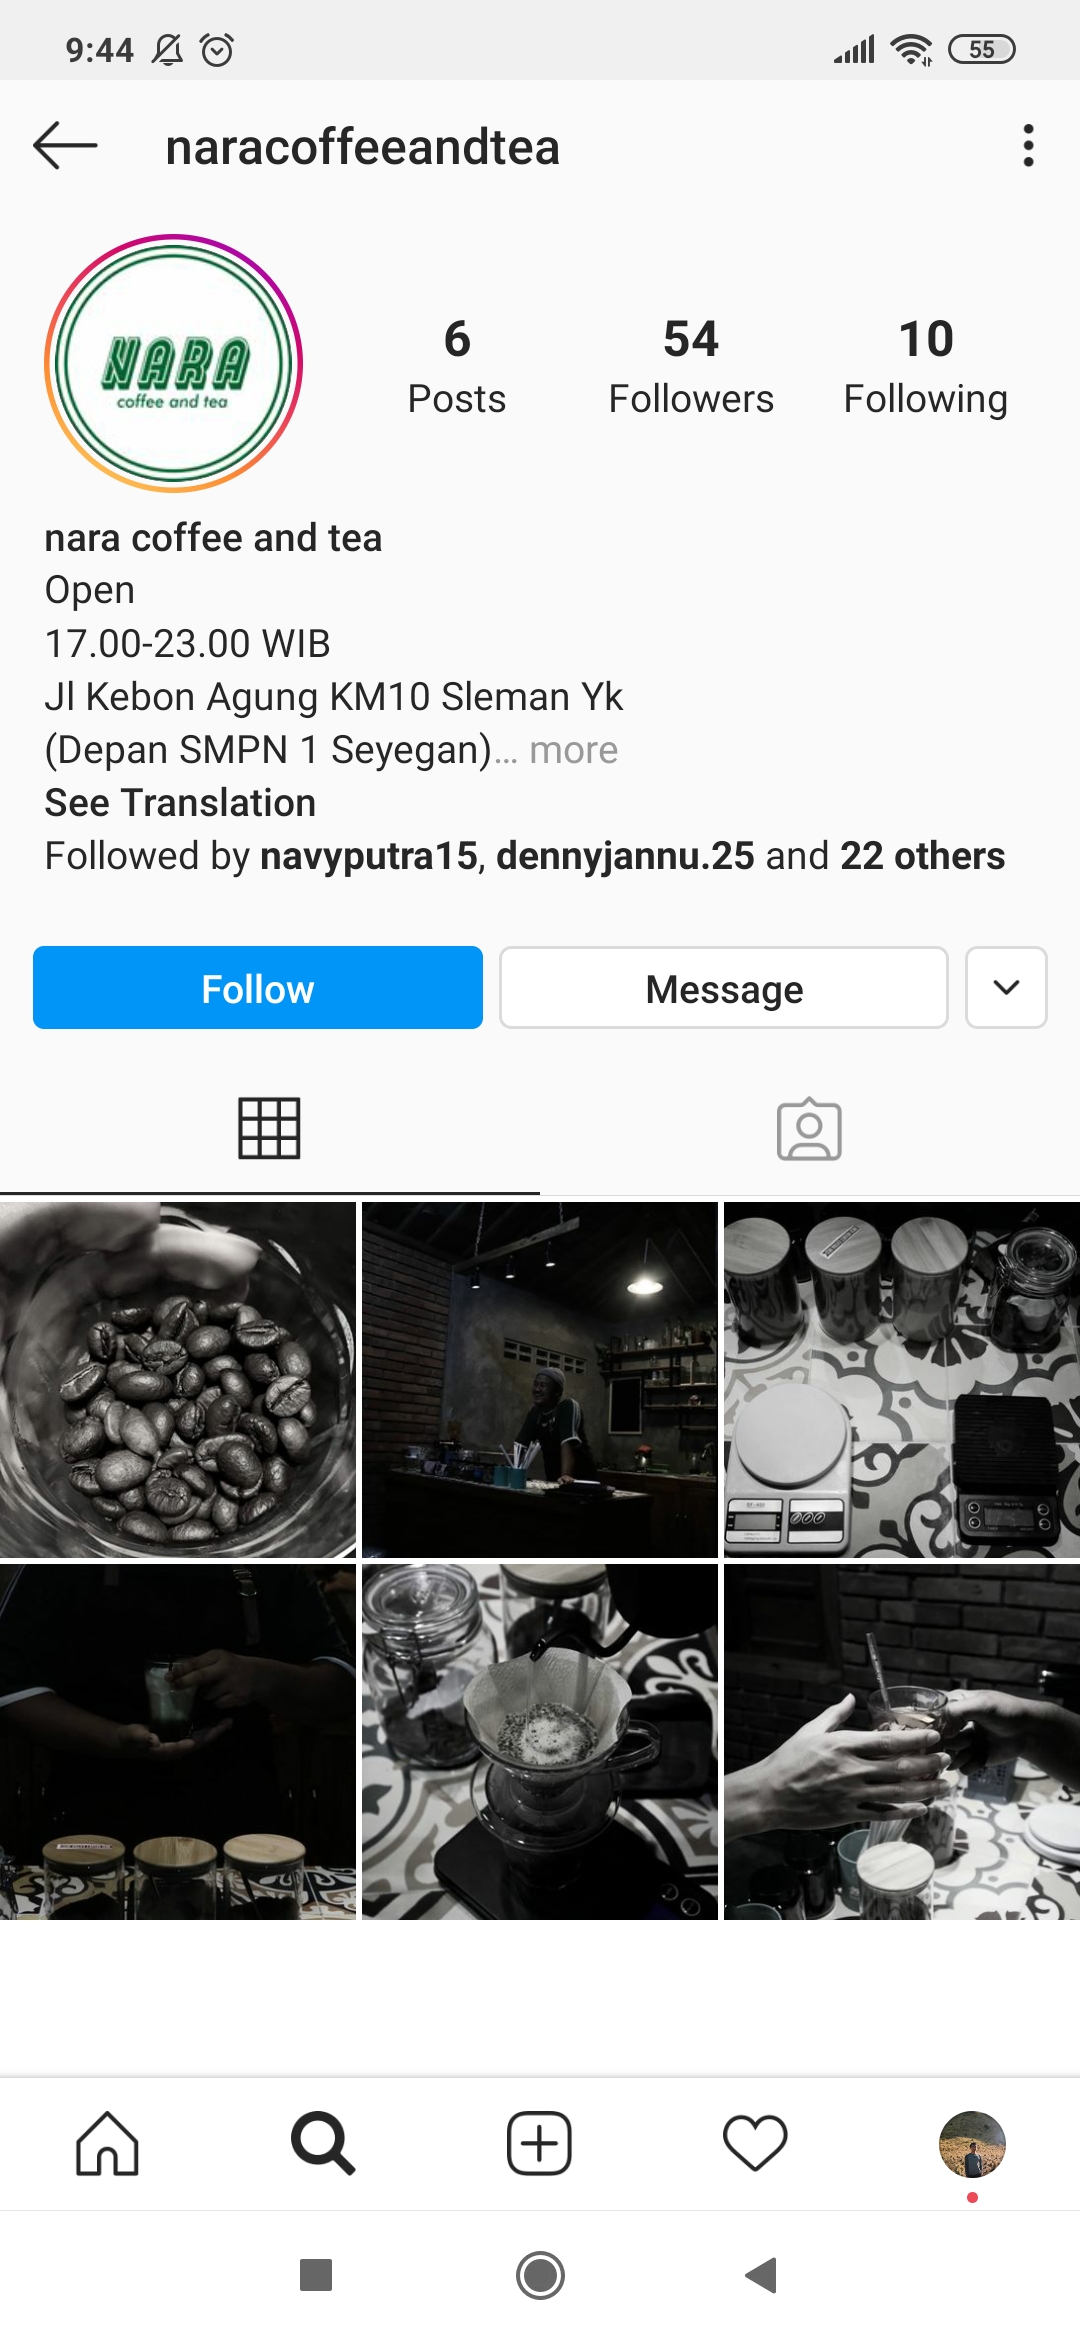 9:44
55
naracoffeeandtea
NARA
coffee and tea
6
Posts
54
Followers
10
Following
nara coffee and tea
Open
17.00-23.00 WIB
Jl Kebon Agung KM10 Sleman Yk
(Depan SMPN 1 Seyegan)... more
See Translation
Followed by navyputra15, dennyjannu.25 and 22 others
Follow
Message